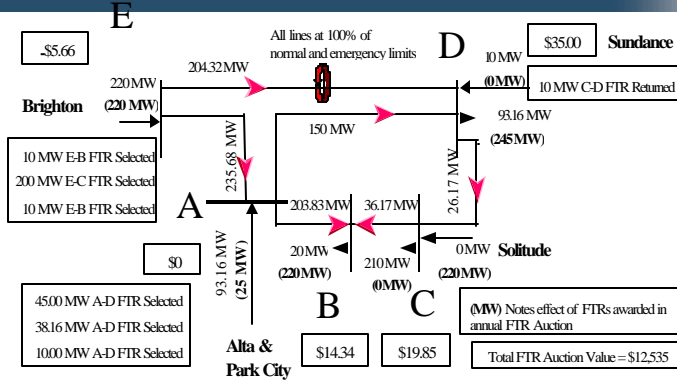 E
-$5.66
All lines at 100% of
normal and emergency limits
D
$35.00
Sundance
204.32 MW
10 MW
(0 MW)
10 MW C-D FTR Returned
220 MW
(220 MW)
Brighton
93.16 MW
(245 MW)
150 MW
10 MW E-B FTR Selected
200 MW E-C FTR Selected
10 MW E-B FTR Selected
235.68 MW
26.17 MW
A
203.83 MW
36.17 MW
$0
93.16 MW
(25 MW)
20 MW
(220 MW)
210 MW
(0 MW)
0 MW
(220 MW)
Solitude
45.00 MW A-D FTR Selected
38.16 MW A-D FTR Selected
10.00 MW A-D FTR Selected
B
C
(MW) Notes effect of FTRs awarded in
annual FTR Auction
Alta &
Park City
$14.34
$19.85
Total FTR Auction Value = $12,535